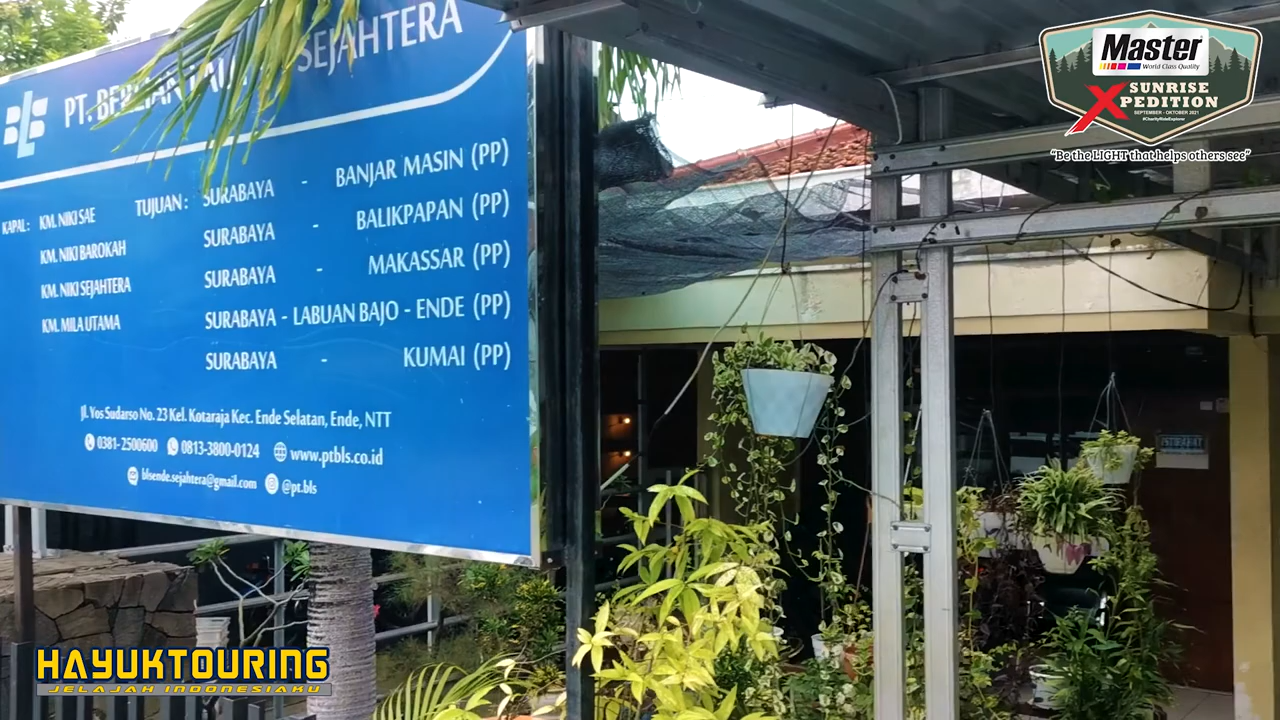 PT. SEJAHTERA
KAPAL : KM. NIKI SAE TUJUAN : SURABAYA - BANJAR MASIN (PP)
KM. NIKI BAROKAH SURABAYA - BALIKPAPAN (PP)
KM. NIKI SEJAHTERA SURABAYA - MAKASSAR (PP)
KM. MILA UTAMA SURABAYA - LABUAN BAJO - ENDE (PP)
SURABAYA - KUMAI (PP)
Jl. Yos Sudarso No. 23 Kel. Kotaraja Kec. Ende Selatan, Ende, NTT
0381-2500600 0813-3800-0124 www.ptbls.co.id
blsende.sejahtera@gmail.com @pt.bls
Master
World Class Quality
SUNRISE
XPEDITION
SEPTEMBER - OKTOBER 2021
#CharityRideExplorer
"Be the LIGHT that helps others see"
ISTIRAHAT
HAYUKTOURING
JELAJAH INDONESIAKU